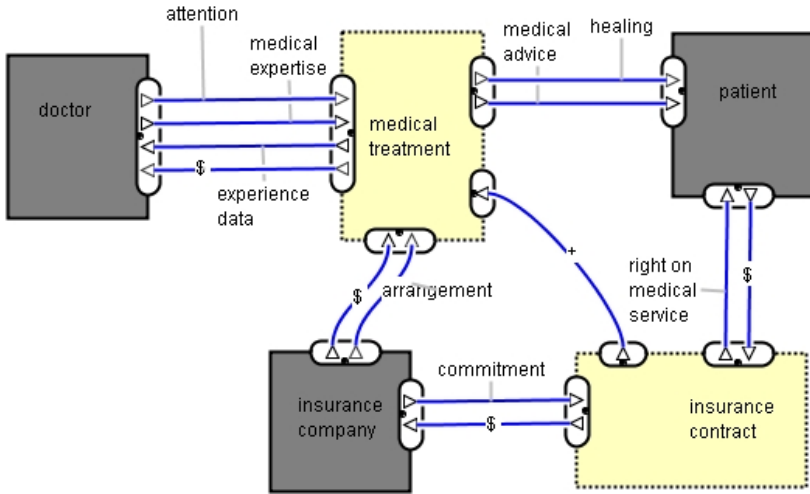 attention
medical
expertise
medical
advice
healing
doctor
medical
treatment
patient
$
experience
data
+
right on
medical
service
$
$
arrangement
commitment
insurance
company
$
insurance
contract